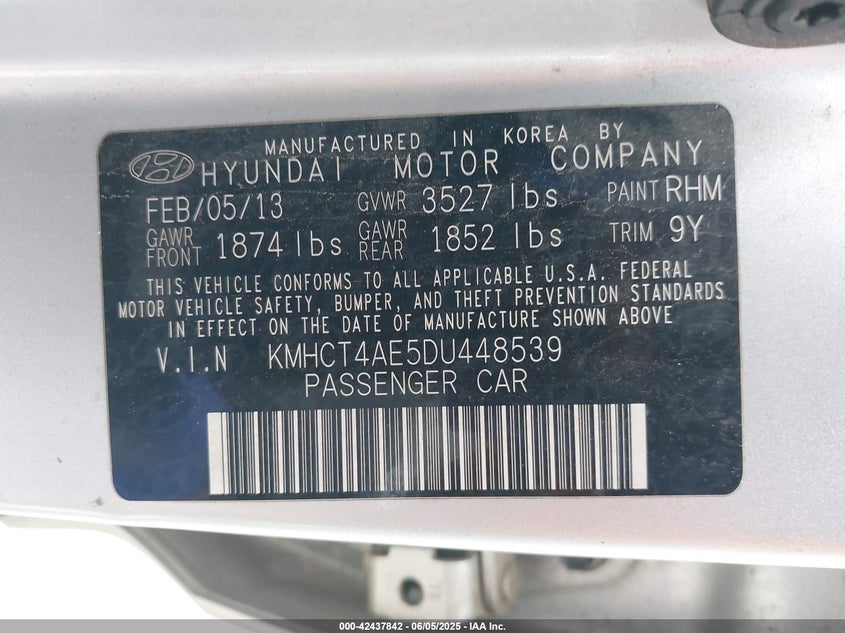 MANUFACTURED IN KOREA BY
HYUNDAI MOTOR COMPANY
FEB/05/13 GVWR 3527 lbs PAINT RHM
GAWR FRONT 1874 lbs GAWR REAR 1852 lbs TRIM 9Y
THIS VEHICLE CONFORMS TO ALL APPLICABLE U.S.A. FEDERAL
MOTOR VEHICLE SAFETY, BUMPER, AND THEFT PREVENTION STANDARDS
IN EFFECT ON THE DATE OF MANUFACTURE SHOWN ABOVE
V.I.N KMHCT4AE5DU448539
PASSENGER CAR
000-42437842 - 06/05/2025 - IAA Inc.